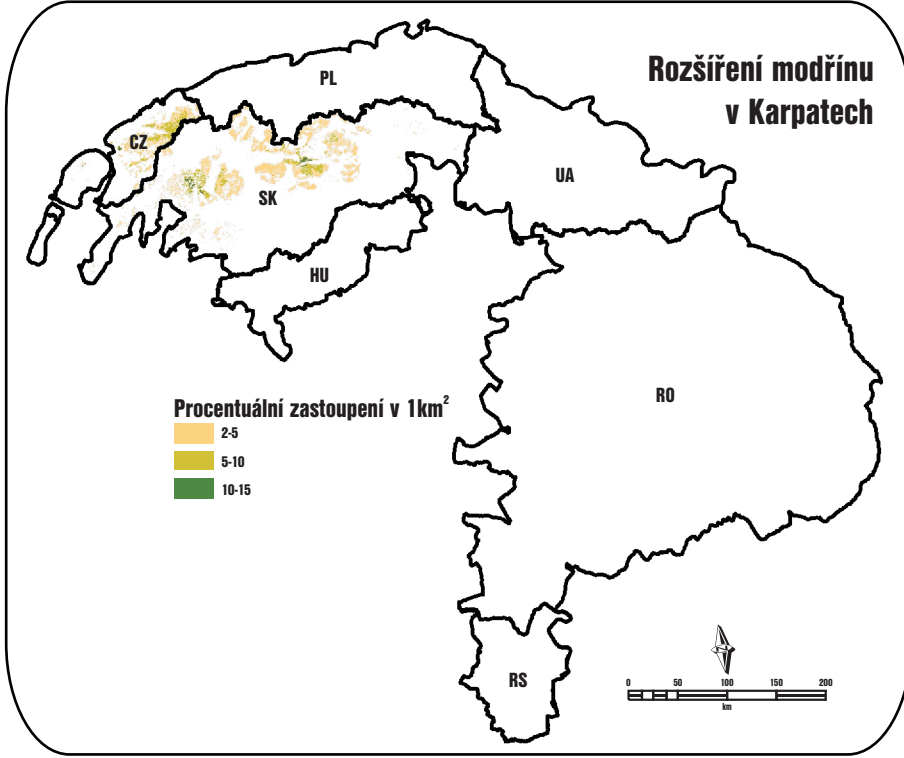 Rozšíření modřínu
v Karpatech
PL
CZ
SK
UA
HU
RO
RS
Procentuální zastoupení v 1km²
2-5
5-10
10-15
0 50 100 150 200
km